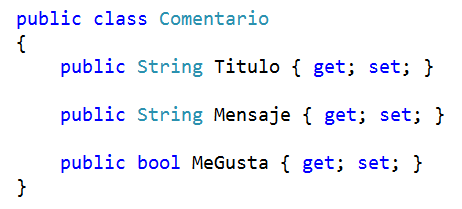 public class Comentario
{
public String Titulo { get; set; }
public String Mensaje { get; set; }
public bool MeGusta { get; set; }
}